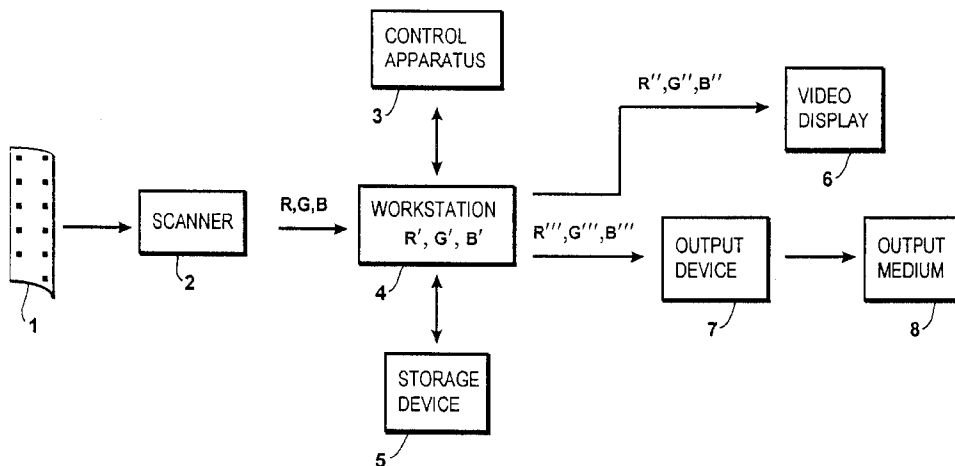 CONTROL
APPARATUS
3
R'',G'',B''
VIDEO
DISPLAY
6
1
SCANNER
2
R,G,B
WORKSTATION
R', G', B'
4
R''',G''',B'''
OUTPUT
DEVICE
7
OUTPUT
MEDIUM
8
STORAGE
DEVICE
5